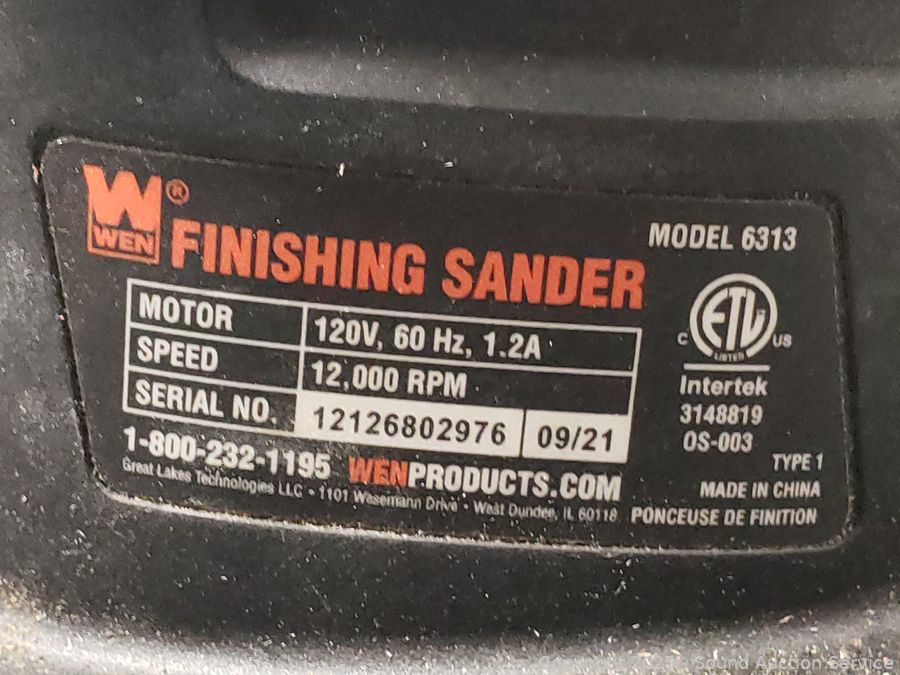 WEN®
FINISHING SANDER
MODEL 6313
MOTOR 120V, 60 Hz, 1.2A
SPEED 12,000 RPM
SERIAL NO. 12126802976 09/21
C ETL US
LISTED
Intertek
3148819
OS-003
1-800-232-1195 WENPRODUCTS.COM
TYPE 1
Great Lakes Technologies LLC • 1101 Wesemann Drive • West Dundee, IL 60118
MADE IN CHINA
PONCEUSE DE FINITION
Sound Auction Service